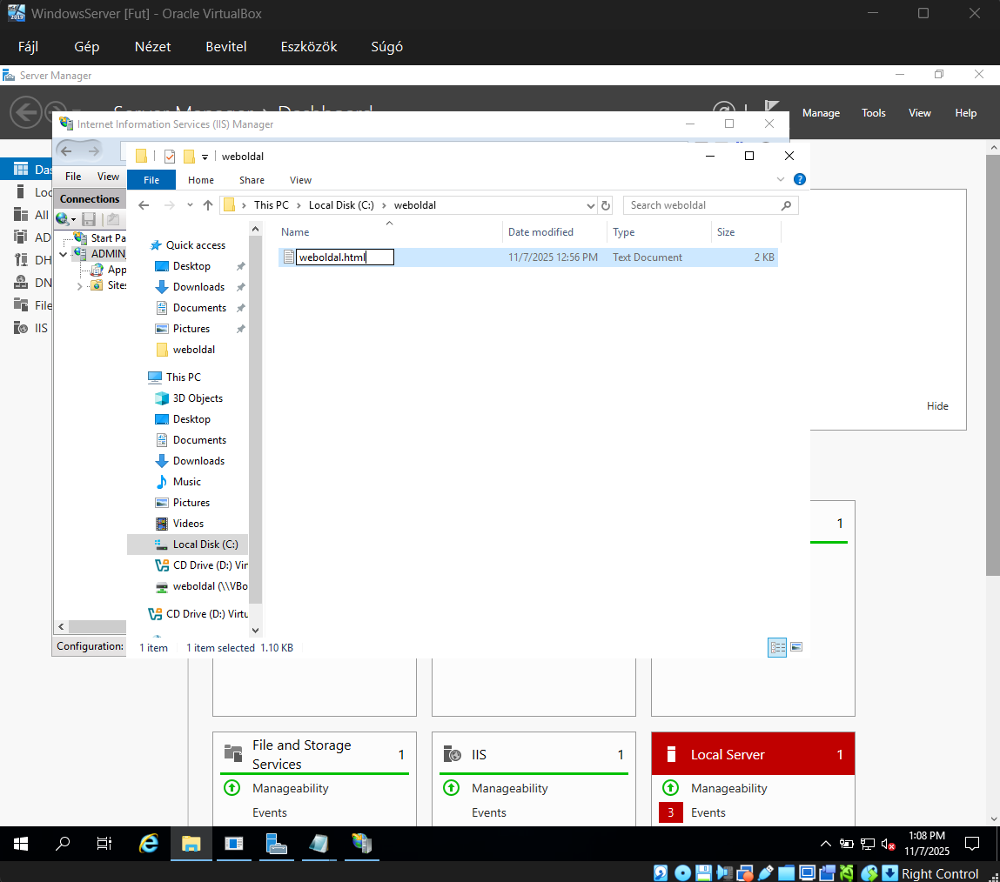 WindowsServer [Fut] - Oracle VirtualBox
Fájl Gép Nézet Bevitel Eszközök Súgó
Server Manager
Server Manager Dashboard
Manage Tools View Help
Internet Information Services (IIS) Manager
File View
Connections
Start Pa
ADMIN
App
Sites
Configuration:
Das
Loc
All
AD
DH
DN
File
IIS
weboldal
File Home Share View
This PC Local Disk (C:) weboldal
Search weboldal
Name Date modified Type Size
weboldal.html 11/7/2025 12:56 PM Text Document 2 KB
Quick access
Desktop
Downloads
Documents
Pictures
weboldal
This PC
3D Objects
Desktop
Documents
Downloads
Music
Pictures
Videos
Local Disk (C:)
CD Drive (D:) Vir
weboldal (\\VBo
CD Drive (D:) Virtu
1 item 1 item selected 1.10 KB
Hide
1
File and Storage Services 1
Manageability
Events
IIS 1
Manageability
Events
Local Server 1
Manageability
3 Events
1:08 PM
11/7/2025
Right Control